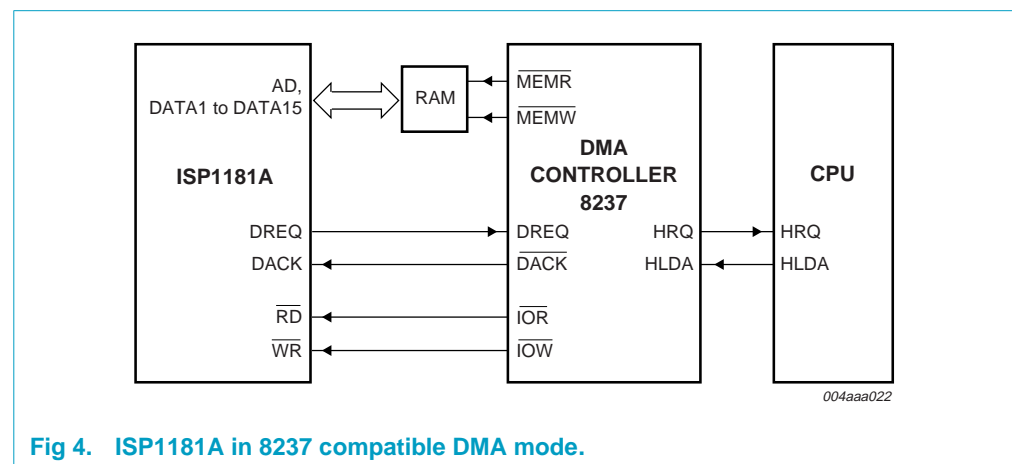 AD,
DATA1 to DATA15
RAM
MEMR
MEMW
ISP1181A
DMA
CONTROLLER
8237
CPU
DREQ
DREQ
HRQ
HRQ
DACK
DACK
HLDA
HLDA
RD
IOR
WR
IOW
004aaa022
Fig 4. ISP1181A in 8237 compatible DMA mode.